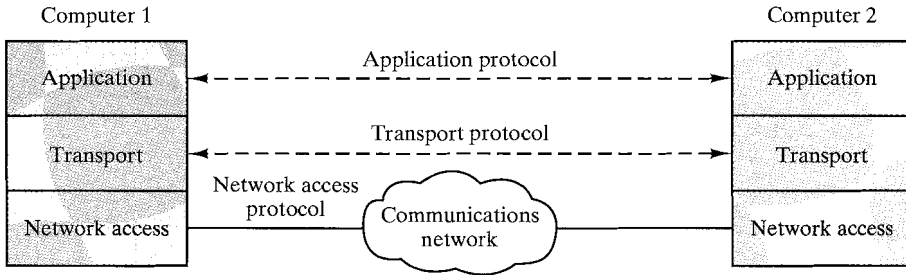 Computer 1
Computer 2
Application
Application protocol
Application
Transport
Transport protocol
Transport
Network access
protocol
Network access
Communications
network
Network access